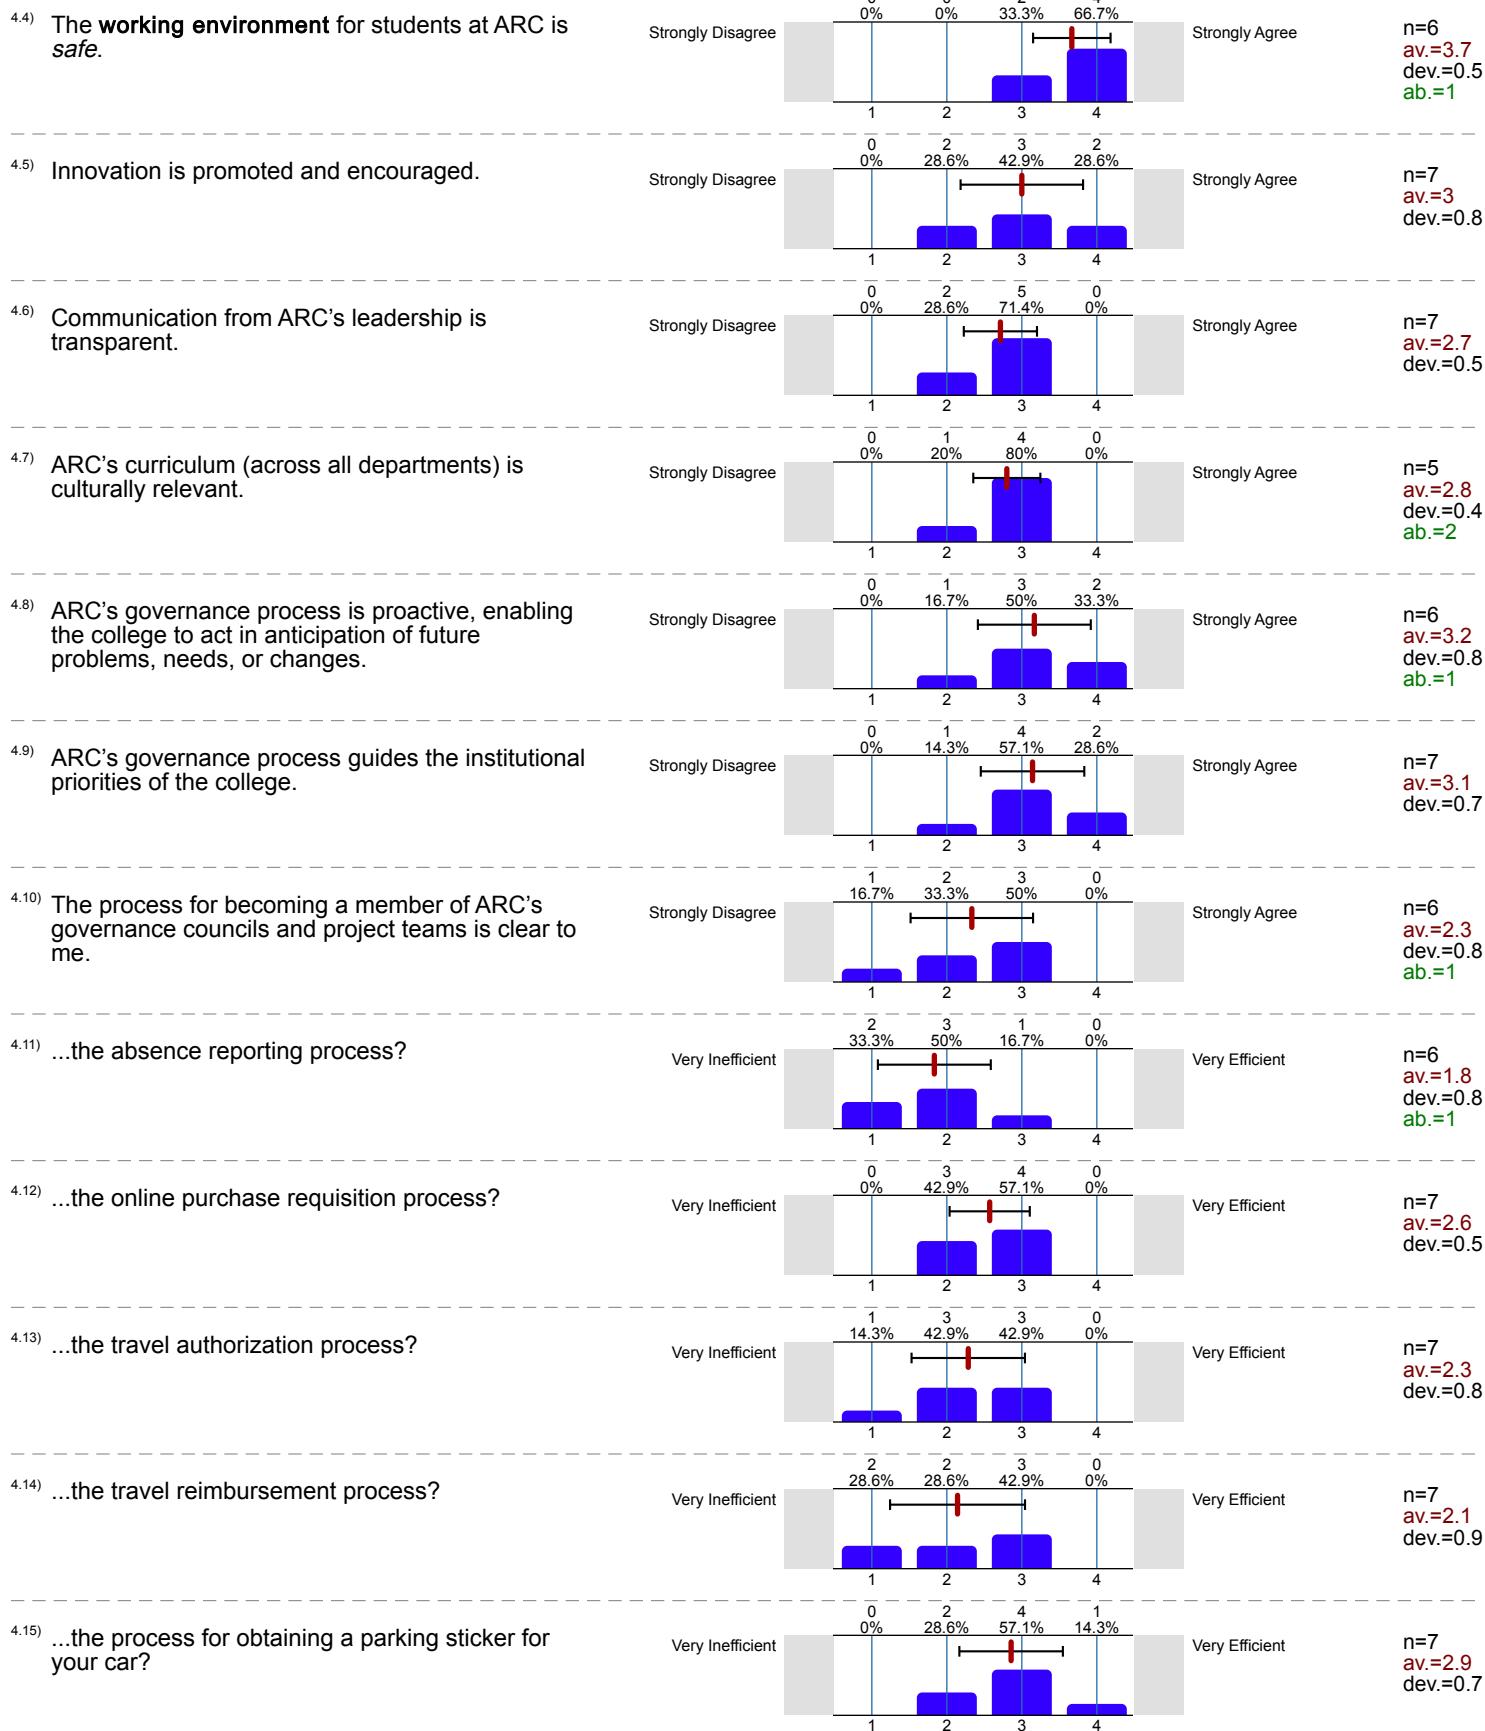 0 0 2 4
0% 0% 33.3% 66.7%
4.4) The working environment for students at ARC is
safe.
Strongly Disagree
Strongly Agree
n=6
av.=3.7
dev.=0.5
ab.=1
1 2 3 4
0 2 3 2
0% 28.6% 42.9% 28.6%
4.5) Innovation is promoted and encouraged.
Strongly Disagree
Strongly Agree
n=7
av.=3
dev.=0.8
1 2 3 4
0 2 5 0
0% 28.6% 71.4% 0%
4.6) Communication from ARC’s leadership is
transparent.
Strongly Disagree
Strongly Agree
n=7
av.=2.7
dev.=0.5
1 2 3 4
0 1 4 0
0% 20% 80% 0%
4.7) ARC’s curriculum (across all departments) is
culturally relevant.
Strongly Disagree
Strongly Agree
n=5
av.=2.8
dev.=0.4
ab.=2
1 2 3 4
0 1 3 2
0% 16.7% 50% 33.3%
4.8) ARC’s governance process is proactive, enabling
the college to act in anticipation of future
problems, needs, or changes.
Strongly Disagree
Strongly Agree
n=6
av.=3.2
dev.=0.8
ab.=1
1 2 3 4
0 1 4 2
0% 14.3% 57.1% 28.6%
4.9) ARC’s governance process guides the institutional
priorities of the college.
Strongly Disagree
Strongly Agree
n=7
av.=3.1
dev.=0.7
1 2 3 4
1 2 3 0
16.7% 33.3% 50% 0%
4.10) The process for becoming a member of ARC’s
governance councils and project teams is clear to
me.
Strongly Disagree
Strongly Agree
n=6
av.=2.3
dev.=0.8
ab.=1
1 2 3 4
2 3 1 0
33.3% 50% 16.7% 0%
4.11) ...the absence reporting process?
Very Inefficient
Very Efficient
n=6
av.=1.8
dev.=0.8
ab.=1
1 2 3 4
0 3 4 0
0% 42.9% 57.1% 0%
4.12) ...the online purchase requisition process?
Very Inefficient
Very Efficient
n=7
av.=2.6
dev.=0.5
1 2 3 4
1 3 3 0
14.3% 42.9% 42.9% 0%
4.13) ...the travel authorization process?
Very Inefficient
Very Efficient
n=7
av.=2.3
dev.=0.8
1 2 3 4
2 2 3 0
28.6% 28.6% 42.9% 0%
4.14) ...the travel reimbursement process?
Very Inefficient
Very Efficient
n=7
av.=2.1
dev.=0.9
1 2 3 4
0 2 4 1
0% 28.6% 57.1% 14.3%
4.15) ...the process for obtaining a parking sticker for
your car?
Very Inefficient
Very Efficient
n=7
av.=2.9
dev.=0.7
1 2 3 4